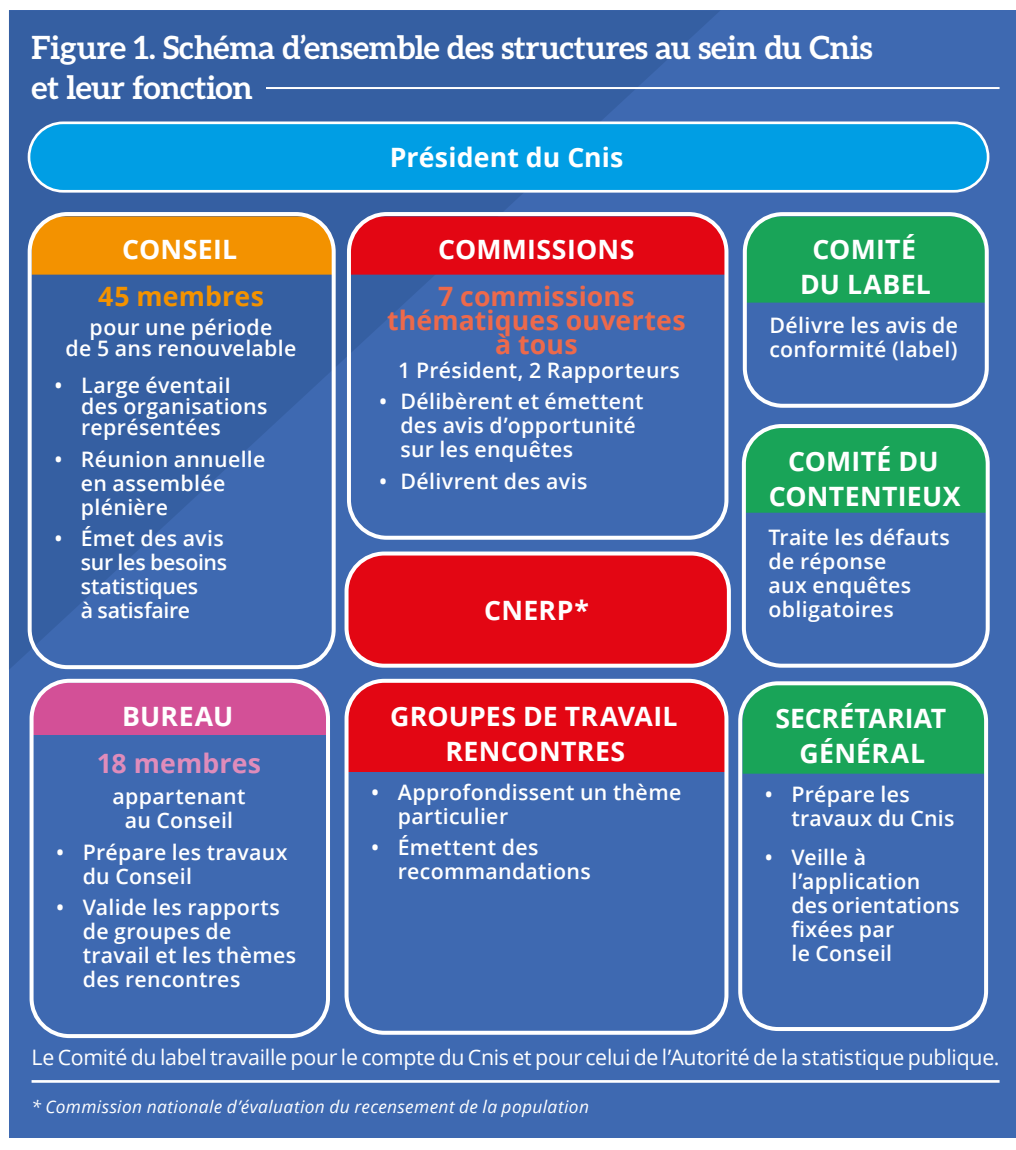 Figure 1. Schéma d'ensemble des structures au sein du Cnis
et leur fonction
Président du Cnis
CONSEIL
45 membres
pour une période
de 5 ans renouvelable
• Large éventail
des organisations
représentées
• Réunion annuelle
en assemblée
plénière
• Émet des avis
sur les besoins
statistiques
à satisfaire
COMMISSIONS
7 commissions
thématiques ouvertes
à tous
1 Président, 2 Rapporteurs
• Délibèrent et émettent
des avis d'opportunité
sur les enquêtes
• Délivrent des avis
CNERP*
COMITÉ
DU LABEL
Délivre les avis de
conformité (label)
COMITÉ DU
CONTENTIEUX
Traite les défauts
de réponse
aux enquêtes
obligatoires
BUREAU
18 membres
appartenant
au Conseil
• Prépare les travaux
du Conseil
• Valide les rapports
de groupes de
travail et les thèmes
des rencontres
GROUPES DE TRAVAIL
RENCONTRES
• Approfondissent un thème
particulier
• Émettent des
recommandations
SECRÉTARIAT
GÉNÉRAL
• Prépare les
travaux du Cnis
• Veille à
l'application
des orientations
fixées par
le Conseil
Le Comité du label travaille pour le compte du Cnis et pour celui de l'Autorité de la statistique publique.
* Commission nationale d'évaluation du recensement de la population